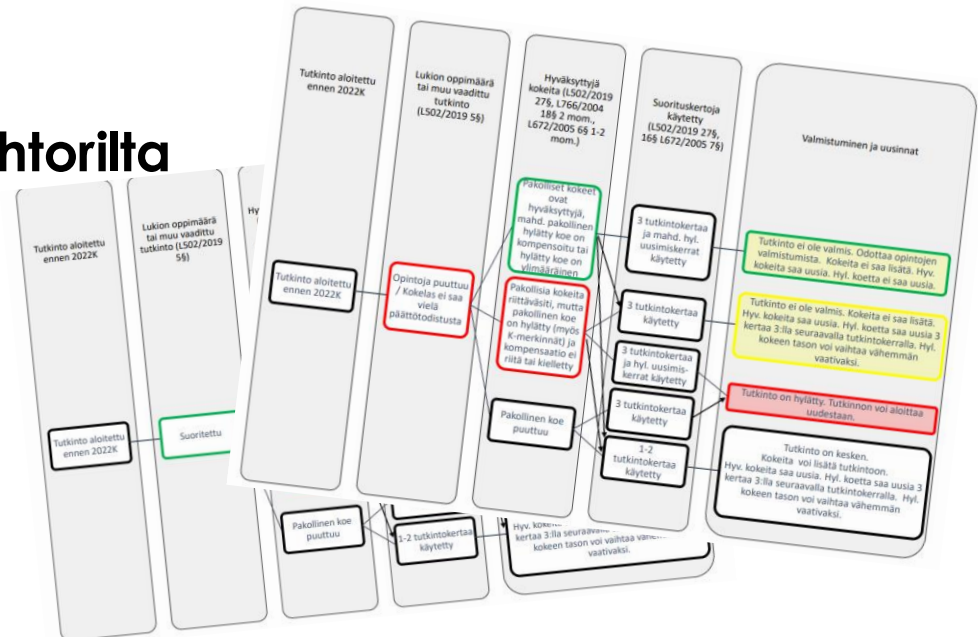 htorilta
Tutkinto aloitettu
ennen 2022K
Lukion oppimäärä
tai muu vaadittu
tutkinto
(L502/2019 5§)
Hyväksyttyjä
kokeita (L502/2019
27§, L766/2004
18§ 2 mom.,
L672/2005 6§ 1-2
mom.)
Suorituskertoja
käytetty
(L502/2019 27§,
16§ L672/2005 7§)
Valmistuminen ja uusinnat
Tutkinto aloitettu
ennen 2022K
Opintoja puuttuu
/ Kokelas ei saa
vielä
päättötodistusta
Pakolliset kokeet
ovat
hyväksyttyjä,
mahd. pakollinen
hylätty koe on
kompensoitu tai
hylätty koe on
ylimääräinen
Pakollisia kokeita
riittäväsiti, mutta
pakollinen koe
on hylätty (myös
K-merkinnät) ja
kompensaatio ei
riitä tai kielletty
Pakollinen koe
puuttuu
3 tutkintokertaa
ja mahd. hyl.
uusimiskerrat
käytetty
3 tutkintokertaa
käytetty
3 tutkintokertaa
ja hyl. uusimis-
kerrat käytetty
3 tutkintokertaa
käytetty
1-2
tutkintokertaa
käytetty
Tutkinto ei ole valmis. Odottaa opintojen
valmistumista. Kokeita ei saa lisätä. Hyv.
kokeita saa uusia. Hyl. koetta ei saa uusia.
Tutkinto ei ole valmis. Kokeita ei saa lisätä.
Hyv. kokeita saa uusia. Hyl. koetta saa uusia 3
kertaa 3:lla seuraavalla tutkintokerralla. Hyl.
kokeen tason voi vaihtaa vähemmän
vaativaksi.
Tutkinto on hylätty. Tutkinnon voi aloittaa
uudestaan.
Tutkinto on kesken.
Kokeita voi lisätä tutkintoon.
Hyv. kokeita saa uusia. Hyl. koetta saa uusia 3
kertaa 3:lla seuraavalla tutkintokerralla. Hyl.
kokeen tason voi vaihtaa vähemmän
vaativaksi.
Tutkinto aloitettu
ennen 2022K
Lukion oppimäärä
tai muu vaadittu
tutkinto (L502/2019
5§)
Hy
Tutkinto aloitettu
ennen 2022K
Suoritettu
Pakollinen koe
puuttuu
1-2 tutkintokertaa
käytetty
Hyv.
kertaa 3:lla seuraavalla
kokeen tason voi vaihtaa
vaativaksi.